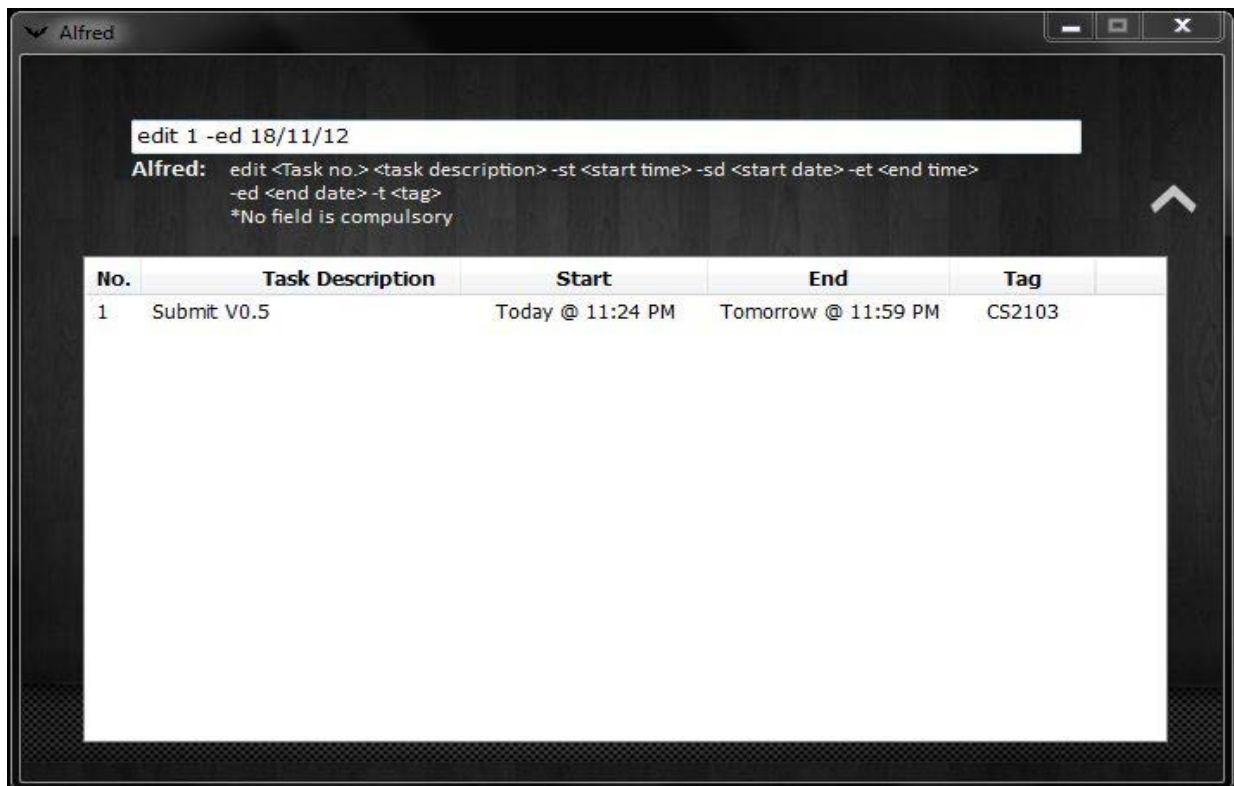 Alfred
edit 1 -ed 18/11/12
Alfred: edit <Task no.> <task description> -st <start time> -sd <start date> -et <end time>
-ed <end date> -t <tag>
*No field is compulsory
No. Task Description Start End Tag
1 Submit V0.5 Today @ 11:24 PM Tomorrow @ 11:59 PM CS2103